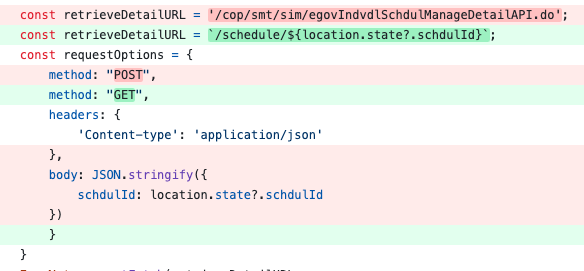 const retrieveDetailURL = '/cop/smt/sim/egovIndvdlSchdulManageDetailAPI.do';
const retrieveDetailURL = `/schedule/${location.state?.schdulId}`;
const requestOptions = {
method: "POST",
method: "GET",
headers: {
'Content-type': 'application/json'
},
body: JSON.stringify({
schdulId: location.state?.schdulId
})
}
}